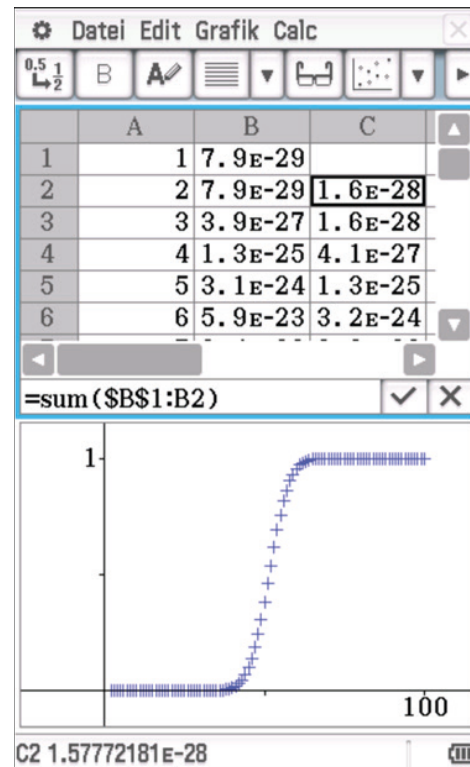 Datei Edit Grafik Calc
0.5 1 2 B A
A B C
1 1 7.9E-29
2 2 7.9E-29 1.6E-28
3 3 3.9E-27 1.6E-28
4 4 1.3E-25 4.1E-27
5 5 3.1E-24 1.3E-25
6 6 5.9E-23 3.2E-24
=sum($B$1:B2)
1
100
C2 1.57772181E-28